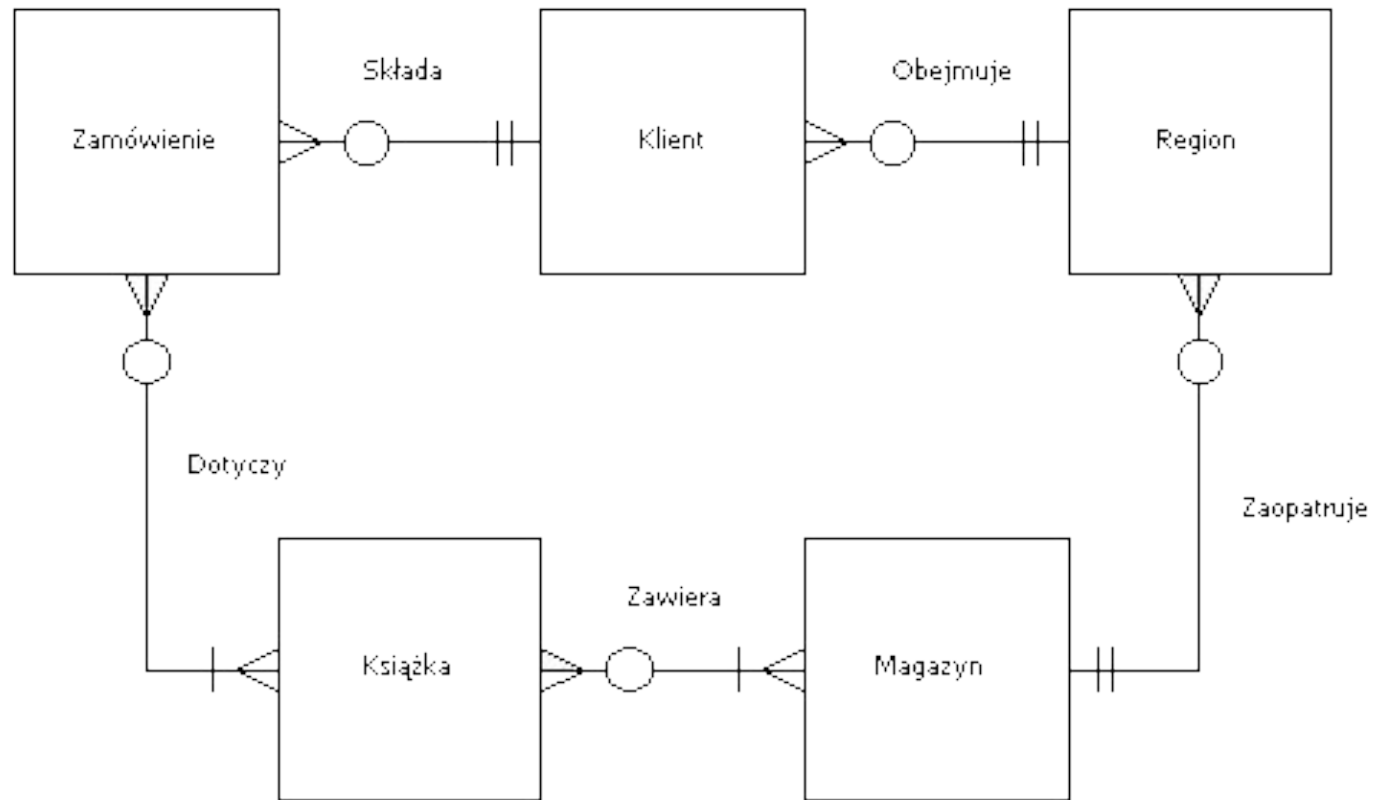 Składa
Obejmuje
Zamówienie
Klient
Region
Dotyczy
Zaopatruje
Zawiera
Książka
Magazyn